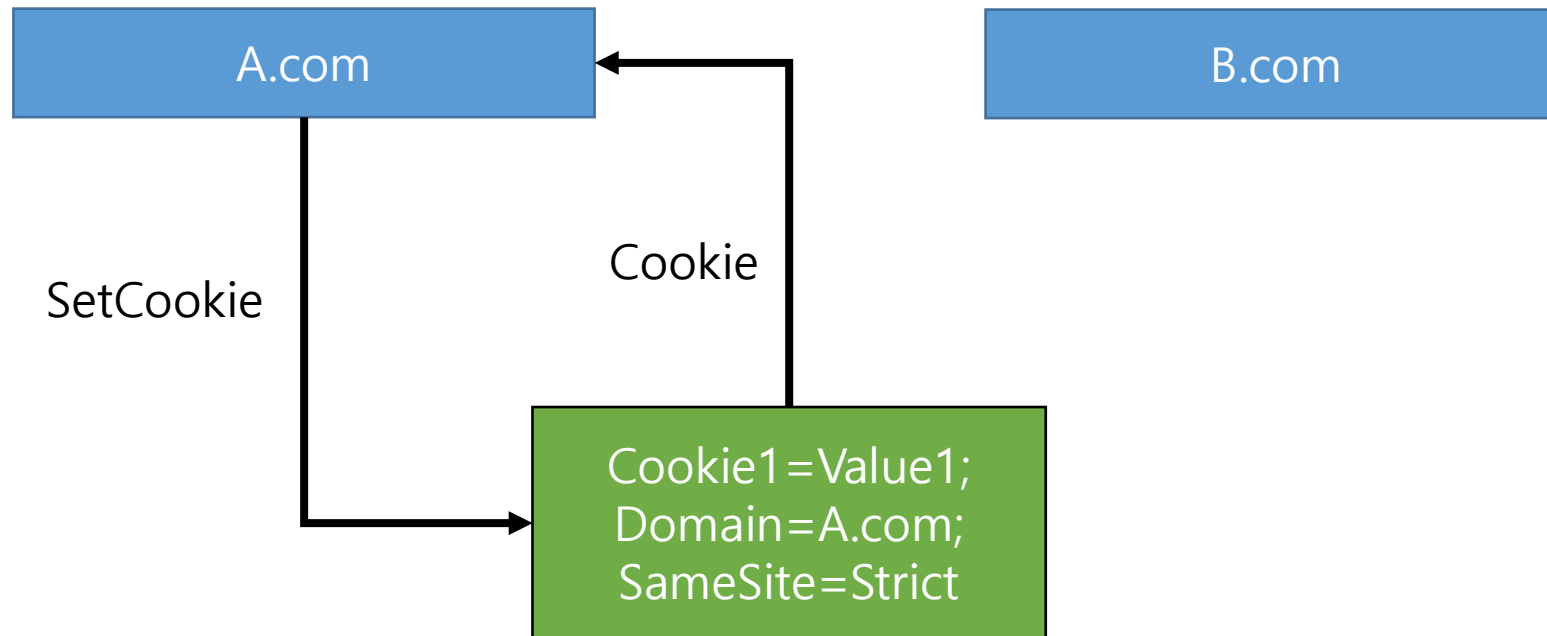 A.com
B.com
SetCookie
Cookie
Cookie1=Value1;
Domain=A.com;
SameSite=Strict